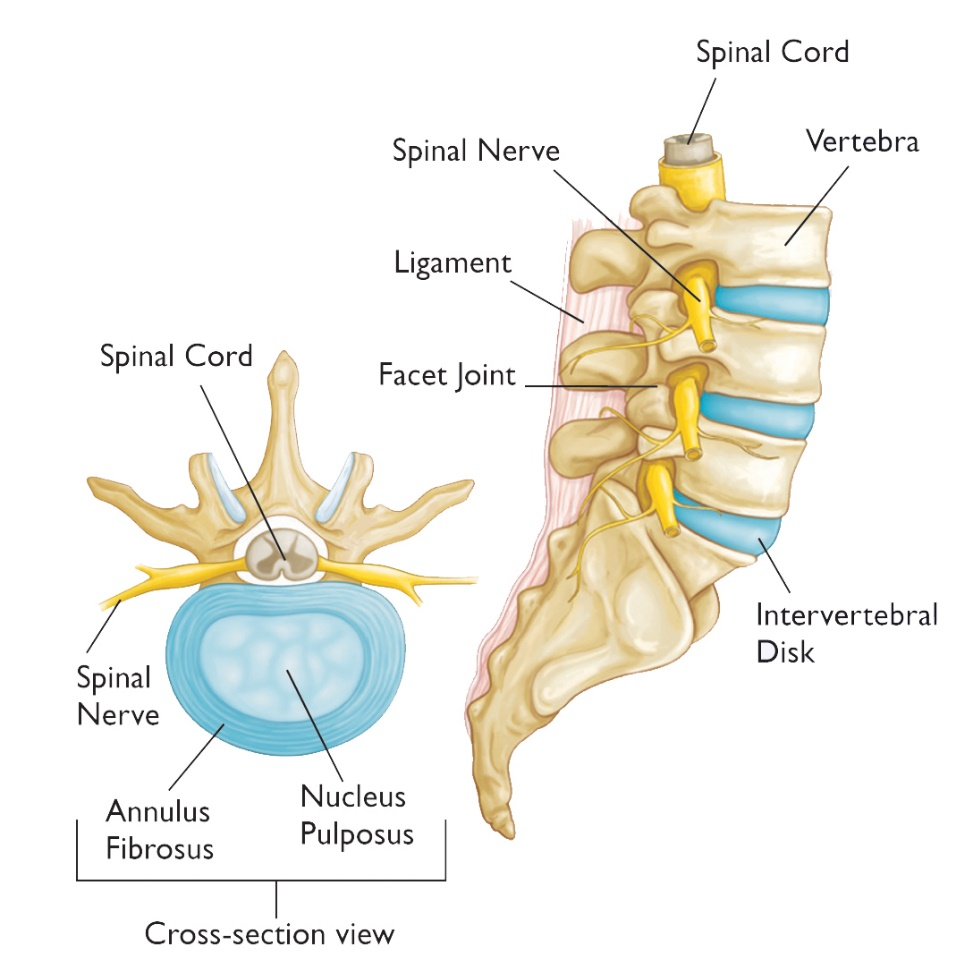 Spinal Cord
Spinal Nerve
Vertebra
Ligament
Spinal Cord
Facet Joint
Intervertebral
Disk
Spinal
Nerve
Annulus
Fibrosus
Nucleus
Pulposus
Cross-section view